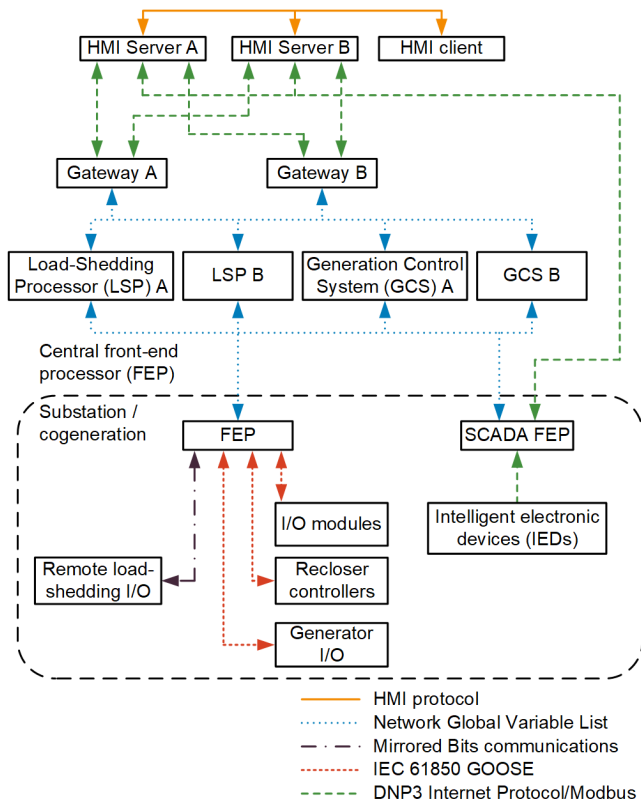 HMI Server A
HMI Server B
HMI client
Gateway A
Gateway B
Load-Shedding
Processor (LSP) A
LSP B
Generation Control
System (GCS) A
GCS B
Central front-end
processor (FEP)
Substation /
cogeneration
FEP
SCADA FEP
I/O modules
Intelligent electronic
devices (IEDs)
Remote load-
shedding I/O
Recloser
controllers
Generator
I/O
HMI protocol
Network Global Variable List
Mirrored Bits communications
IEC 61850 GOOSE
DNP3 Internet Protocol/Modbus